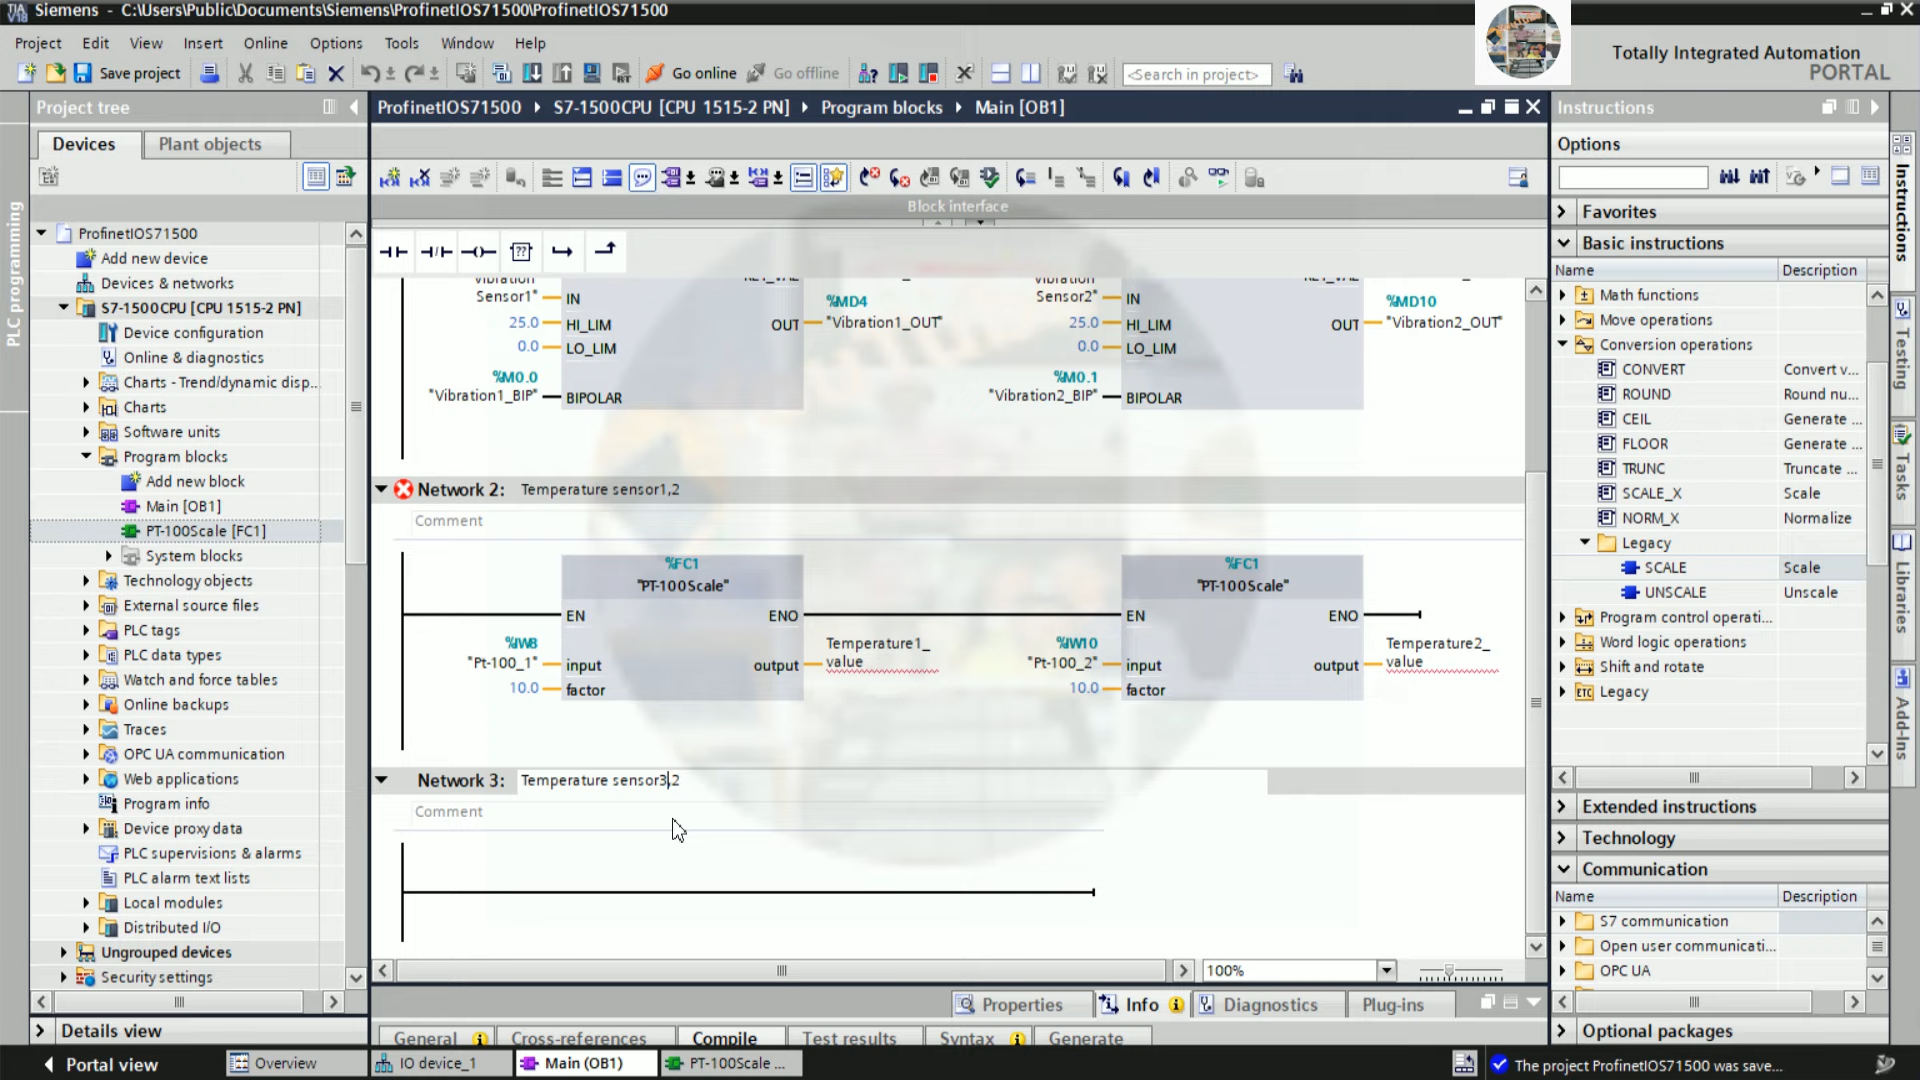 Siemens - C:\Users\Public\Documents\Siemens\ProfinetIOS71500\ProfinetIOS71500
Project Edit View Insert Online Options Tools Window Help
Totally Integrated Automation
PORTAL
Save project
Go online
Go offline
<Search in project>
Project tree
ProfinetIOS71500 S7-1500CPU [CPU 1515-2 PN] Program blocks Main [OB1]
Instructions
Devices
Plant objects
Options
Block interface
PLC programming
ProfinetIOS71500
Add new device
Devices & networks
S7-1500CPU [CPU 1515-2 PN]
Device configuration
Online & diagnostics
Charts - Trend/dynamic disp...
Charts
Software units
Program blocks
Add new block
Main [OB1]
PT-100Scale [FC1]
System blocks
Technology objects
External source files
PLC tags
PLC data types
Watch and force tables
Online backups
Traces
OPC UA communication
Web applications
Program info
Device proxy data
PLC supervisions & alarms
PLC alarm text lists
Local modules
Distributed I/O
Ungrouped devices
Security settings
Details view
Sensor1" IN
25.0 HI_LIM
0.0 LO_LIM
%M0.0
"Vibration1_BIP" BIPOLAR
%MD4
OUT "Vibration1_OUT"
Sensor2" IN
25.0 HI_LIM
0.0 LO_LIM
%M0.1
"Vibration2_BIP" BIPOLAR
%MD10
OUT "Vibration2_OUT"
Network 2: Temperature sensor1,2
Comment
%FC1
"PT-100Scale"
EN ENO
%IW8
"Pt-100_1" input
10.0 factor
output
Temperature1_
value
%FC1
"PT-100Scale"
EN ENO
%IW10
"Pt-100_2" input
10.0 factor
output
Temperature2_
value
Network 3: Temperature sensor3,2
Comment
100%
Properties
Info
Diagnostics
Plug-ins
General
Cross-references
Compile
Test results
Syntax
Generate
Favorites
Basic instructions
Name Description
Math functions
Move operations
Conversion operations
CONVERT Convert v...
ROUND Round nu...
CEIL Generate ...
FLOOR Generate ...
TRUNC Truncate ...
SCALE_X Scale
NORM_X Normalize
Legacy
SCALE Scale
UNSCALE Unscale
Program control operati...
Word logic operations
Shift and rotate
Legacy
Extended instructions
Technology
Communication
Name Description
S7 communication
Open user communicati...
OPC UA
Optional packages
Instructions
Testing
Tasks
Libraries
Add-Ins
Portal view
Overview
IO device_1
Main (OB1)
PT-100Scale ...
The project ProfinetIOS71500 was save...